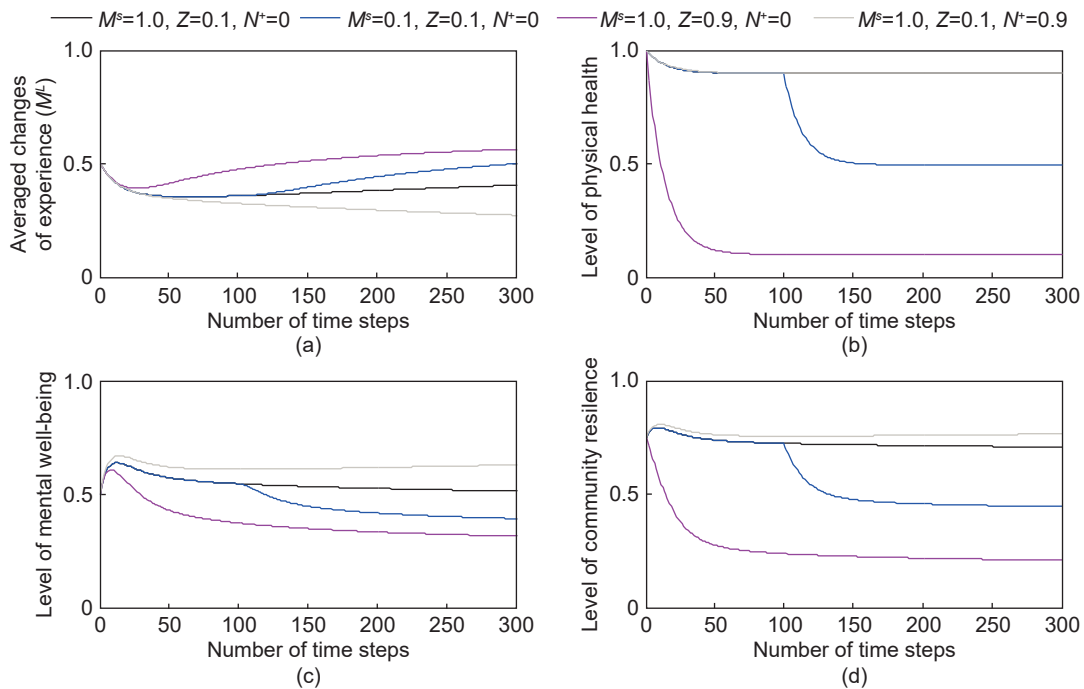 Mˢ=1.0, Z=0.1, N⁺=0 Mˢ=0.1, Z=0.1, N⁺=0 Mˢ=1.0, Z=0.9, N⁺=0 Mˢ=1.0, Z=0.1, N⁺=0.9
Averaged changes
of experience (Mᴸ)
1.0
0.5
0
0 50 100 150 200 250 300
Number of time steps
(a)
Level of physical health
1.0
0.5
0
0 50 100 150 200 250 300
Number of time steps
(b)
Level of mental well-being
1.0
0.5
0
0 50 100 150 200 250 300
Number of time steps
(c)
Level of community resilence
1.0
0.5
0
0 50 100 150 200 250 300
Number of time steps
(d)